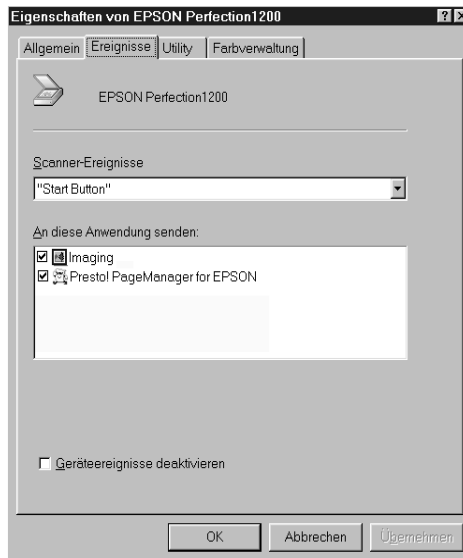 Eigenschaften von EPSON Perfection1200
Allgemein Ereignisse Utility Farbverwaltung
EPSON Perfection1200
Scanner-Ereignisse
"Start Button"
An diese Anwendung senden:
Imaging
Presto! PageManager for EPSON
Geräteereignisse deaktivieren
OK Abbrechen Übernehmen